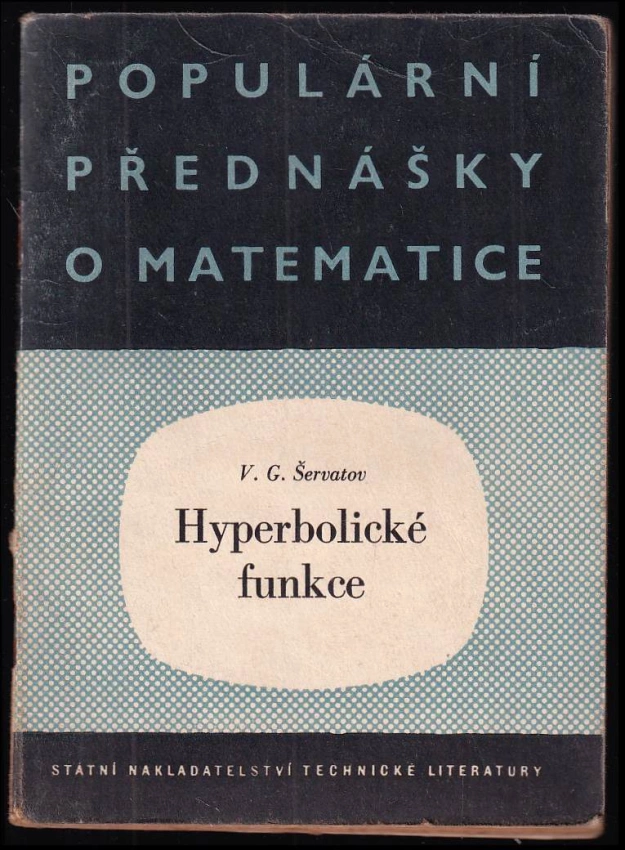 POPULÁRNÍ
PŘEDNÁŠKY
O MATEMATICE
V. G. Šervatov
Hyperbolické
funkce
STÁTNÍ NAKLADATELSTVÍ TECHNICKÉ LITERATURY